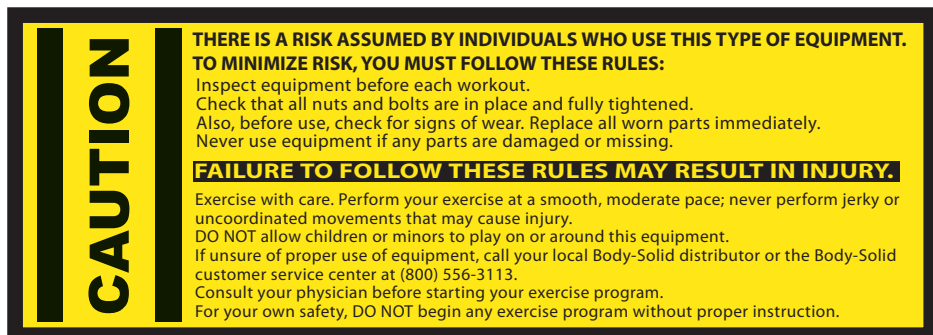 CAUTION
THERE IS A RISK ASSUMED BY INDIVIDUALS WHO USE THIS TYPE OF EQUIPMENT.
TO MINIMIZE RISK, YOU MUST FOLLOW THESE RULES:
Inspect equipment before each workout.
Check that all nuts and bolts are in place and fully tightened.
Also, before use, check for signs of wear. Replace all worn parts immediately.
Never use equipment if any parts are damaged or missing.
FAILURE TO FOLLOW THESE RULES MAY RESULT IN INJURY.
Exercise with care. Perform your exercise at a smooth, moderate pace; never perform jerky or
uncoordinated movements that may cause injury.
DO NOT allow children or minors to play on or around this equipment.
If unsure of proper use of equipment, call your local Body-Solid distributor or the Body-Solid
customer service center at (800) 556-3113.
Consult your physician before starting your exercise program.
For your own safety, DO NOT begin any exercise program without proper instruction.